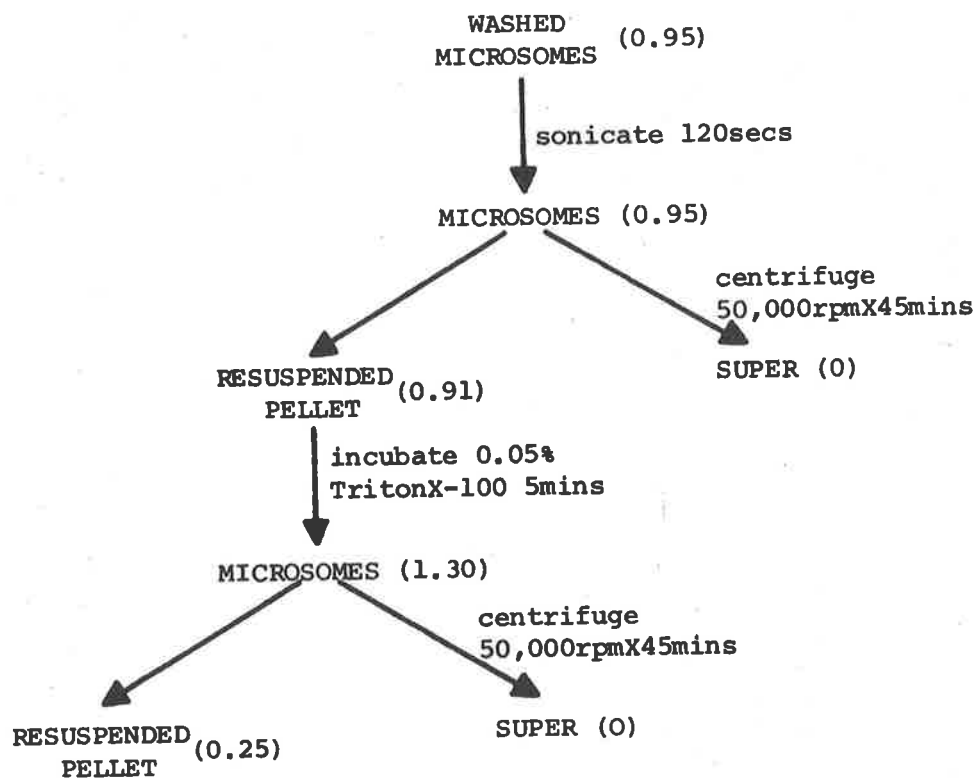 WASHED
MICROSOMES (0.95)
sonicate 120secs
MICROSOMES (0.95)
centrifuge
50,000rpmX45mins
SUPER (0)
RESUSPENDED (0.91)
PELLET
incubate 0.05%
TritonX-100 5mins
MICROSOMES (1.30)
centrifuge
50,000rpmX45mins
SUPER (0)
RESUSPENDED (0.25)
PELLET